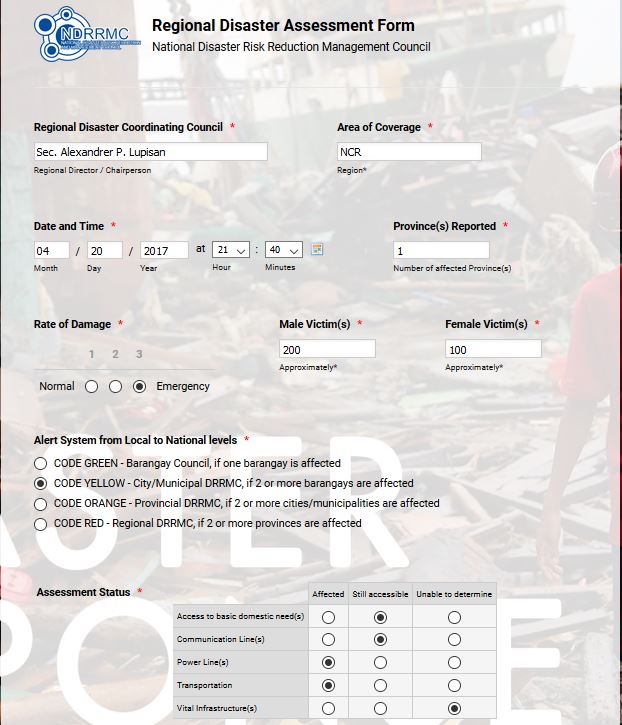 NDRRMC
Regional Disaster Assessment Form
National Disaster Risk Reduction Management Council
Regional Disaster Coordinating Council *
Area of Coverage *
Sec. Alexandrer P. Lupisan
NCR
Regional Director / Chairperson
Region*
Date and Time *
Province(s) Reported *
04 / 20 / 2017 at 21 : 40
1
Month Day Year Hour Minutes
Number of affected Province(s)
Rate of Damage *
Male Victim(s) *
Female Victim(s) *
1 2 3
200
100
Approximately*
Approximately*
Normal Emergency
Alert System from Local to National levels *
CODE GREEN - Barangay Council, if one barangay is affected
CODE YELLOW - City/Municipal DRRMC, if 2 or more barangays are affected
CODE ORANGE - Provincial DRRMC, if 2 or more cities/municipalities are affected
CODE RED - Regional DRRMC, if 2 or more provinces are affected
ASTER
Assessment Status *
Affected Still accessible Unable to determine
Access to basic domestic need(s)
Communication Line(s)
Power Line(s)
Transportation
Vital Infrastructure(s)